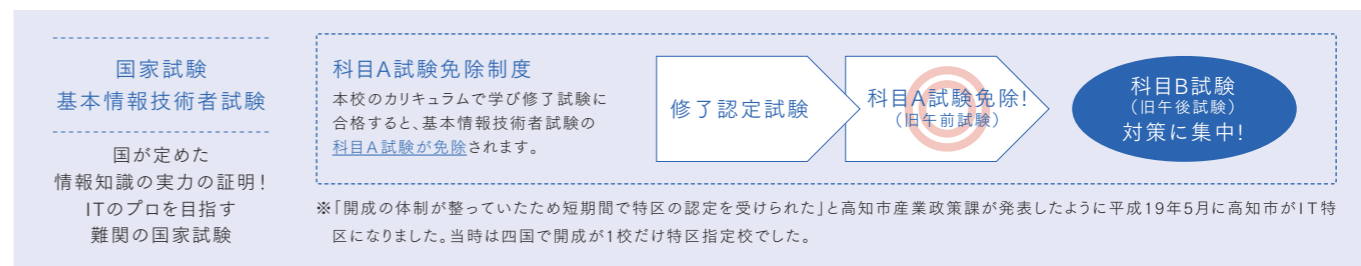 国家試験
基本情報技術者試験
国が定めた
情報知識の実力の証明！
ITのプロを目指す
難関の国家試験
科目A試験免除制度
本校のカリキュラムで学び修了試験に
合格すると、基本情報技術者試験の
科目A試験が免除されます。
修了認定試験
科目A試験免除！
（旧午前試験）
科目B試験
（旧午後試験）
対策に集中！
※「開成の体制が整っていたため短期間で特区の認定を受けられた」と高知市産業政策課が発表したように平成19年5月に高知市がIT特
区になりました。当時は四国で開成が1校だけ特区指定校でした。